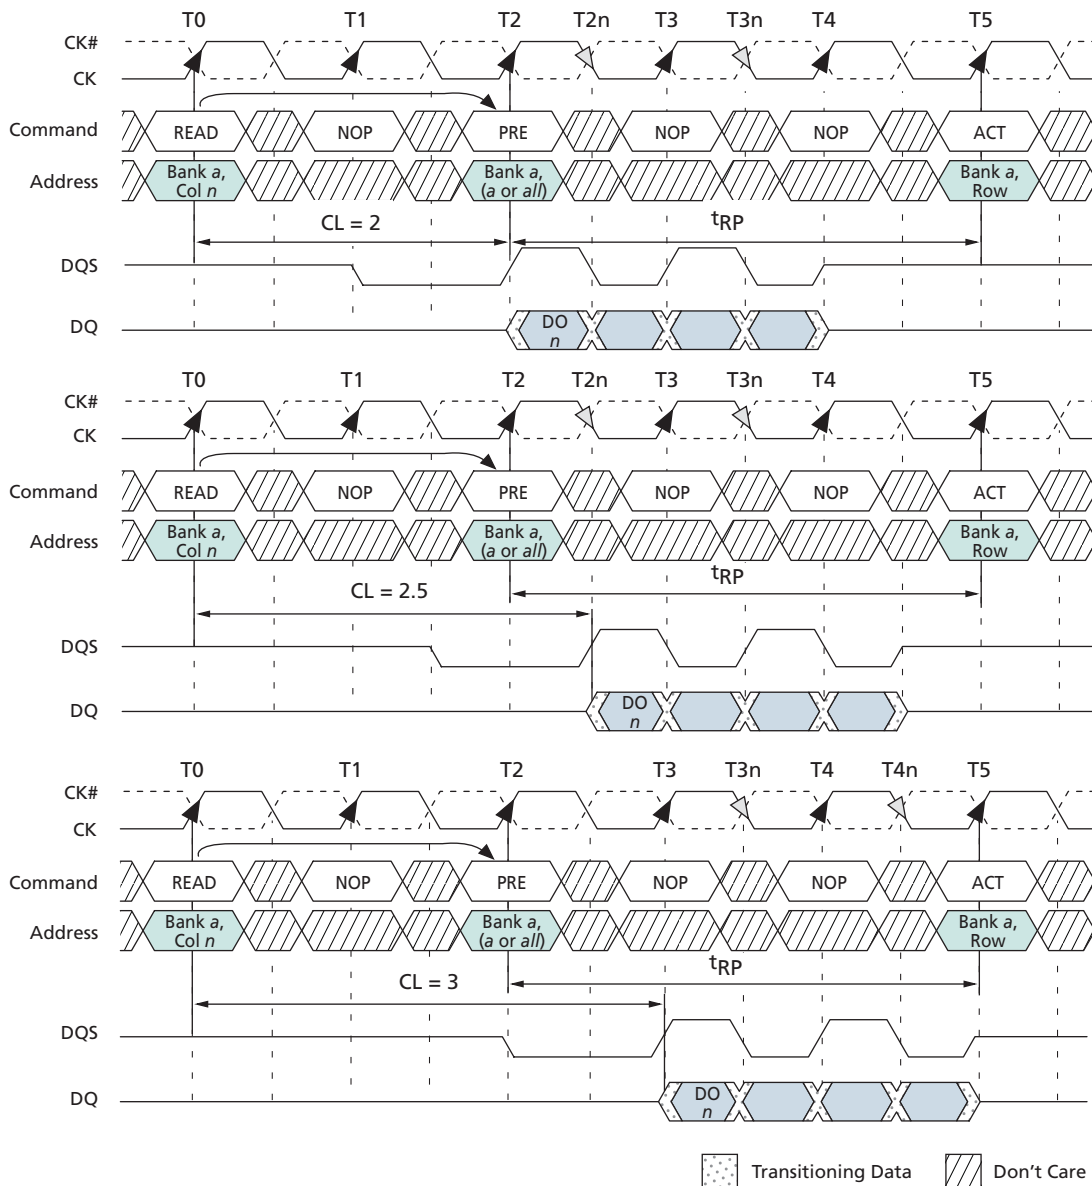 T0 T1 T2 T2n T3 T3n T4 T5
CK#
CK
Command READ NOP PRE NOP NOP ACT
Address Bank a, Col n Bank a, (a or all) Bank a, Row
CL = 2 tRP
DQS
DQ DO n
T0 T1 T2 T2n T3 T3n T4 T5
CK#
CK
Command READ NOP PRE NOP NOP ACT
Address Bank a, Col n Bank a, (a or all) Bank a, Row
CL = 2.5 tRP
DQS
DQ DO n
T0 T1 T2 T3 T3n T4 T4n T5
CK#
CK
Command READ NOP PRE NOP NOP ACT
Address Bank a, Col n Bank a, (a or all) Bank a, Row
CL = 3 tRP
DQS
DQ DO n
Transitioning Data Don't Care